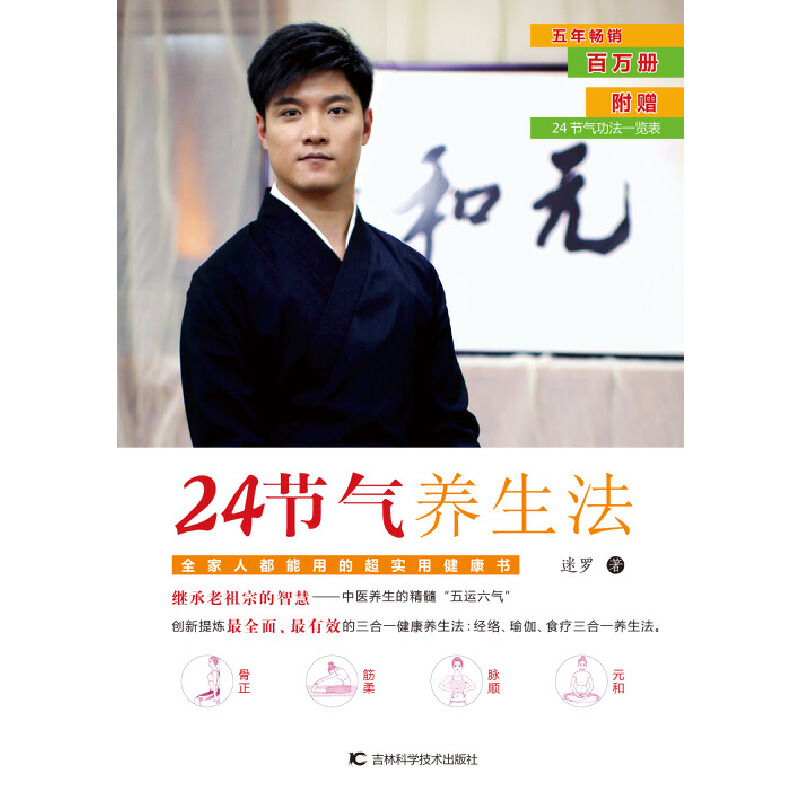 五年畅销
百万册
附赠
24节气功法一览表
和元
24节气养生法
全家人都能用的超实用健康书
迷罗 著
继承老祖宗的智慧——中医养生的精髓“五运六气”
创新提炼最全面、最有效的三合一健康养生法:经络、瑜伽、食疗三合一养生法。
骨正
筋柔
脉顺
元和
吉林科学技术出版社